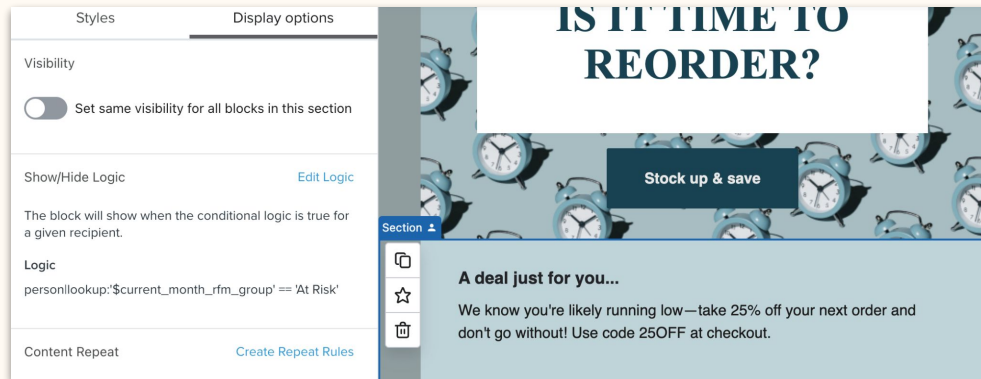 Styles
Display options
Visibility
Set same visibility for all blocks in this section
Show/Hide Logic
Edit Logic
The block will show when the conditional logic is true for
a given recipient.
Logic
person|lookup:'$current_month_rfm_group' == 'At Risk'
Content Repeat
Create Repeat Rules
IS IT TIME TO
REORDER?
Stock up & save
Section
A deal just for you...
We know you're likely running low—take 25% off your next order and
don't go without! Use code 25OFF at checkout.